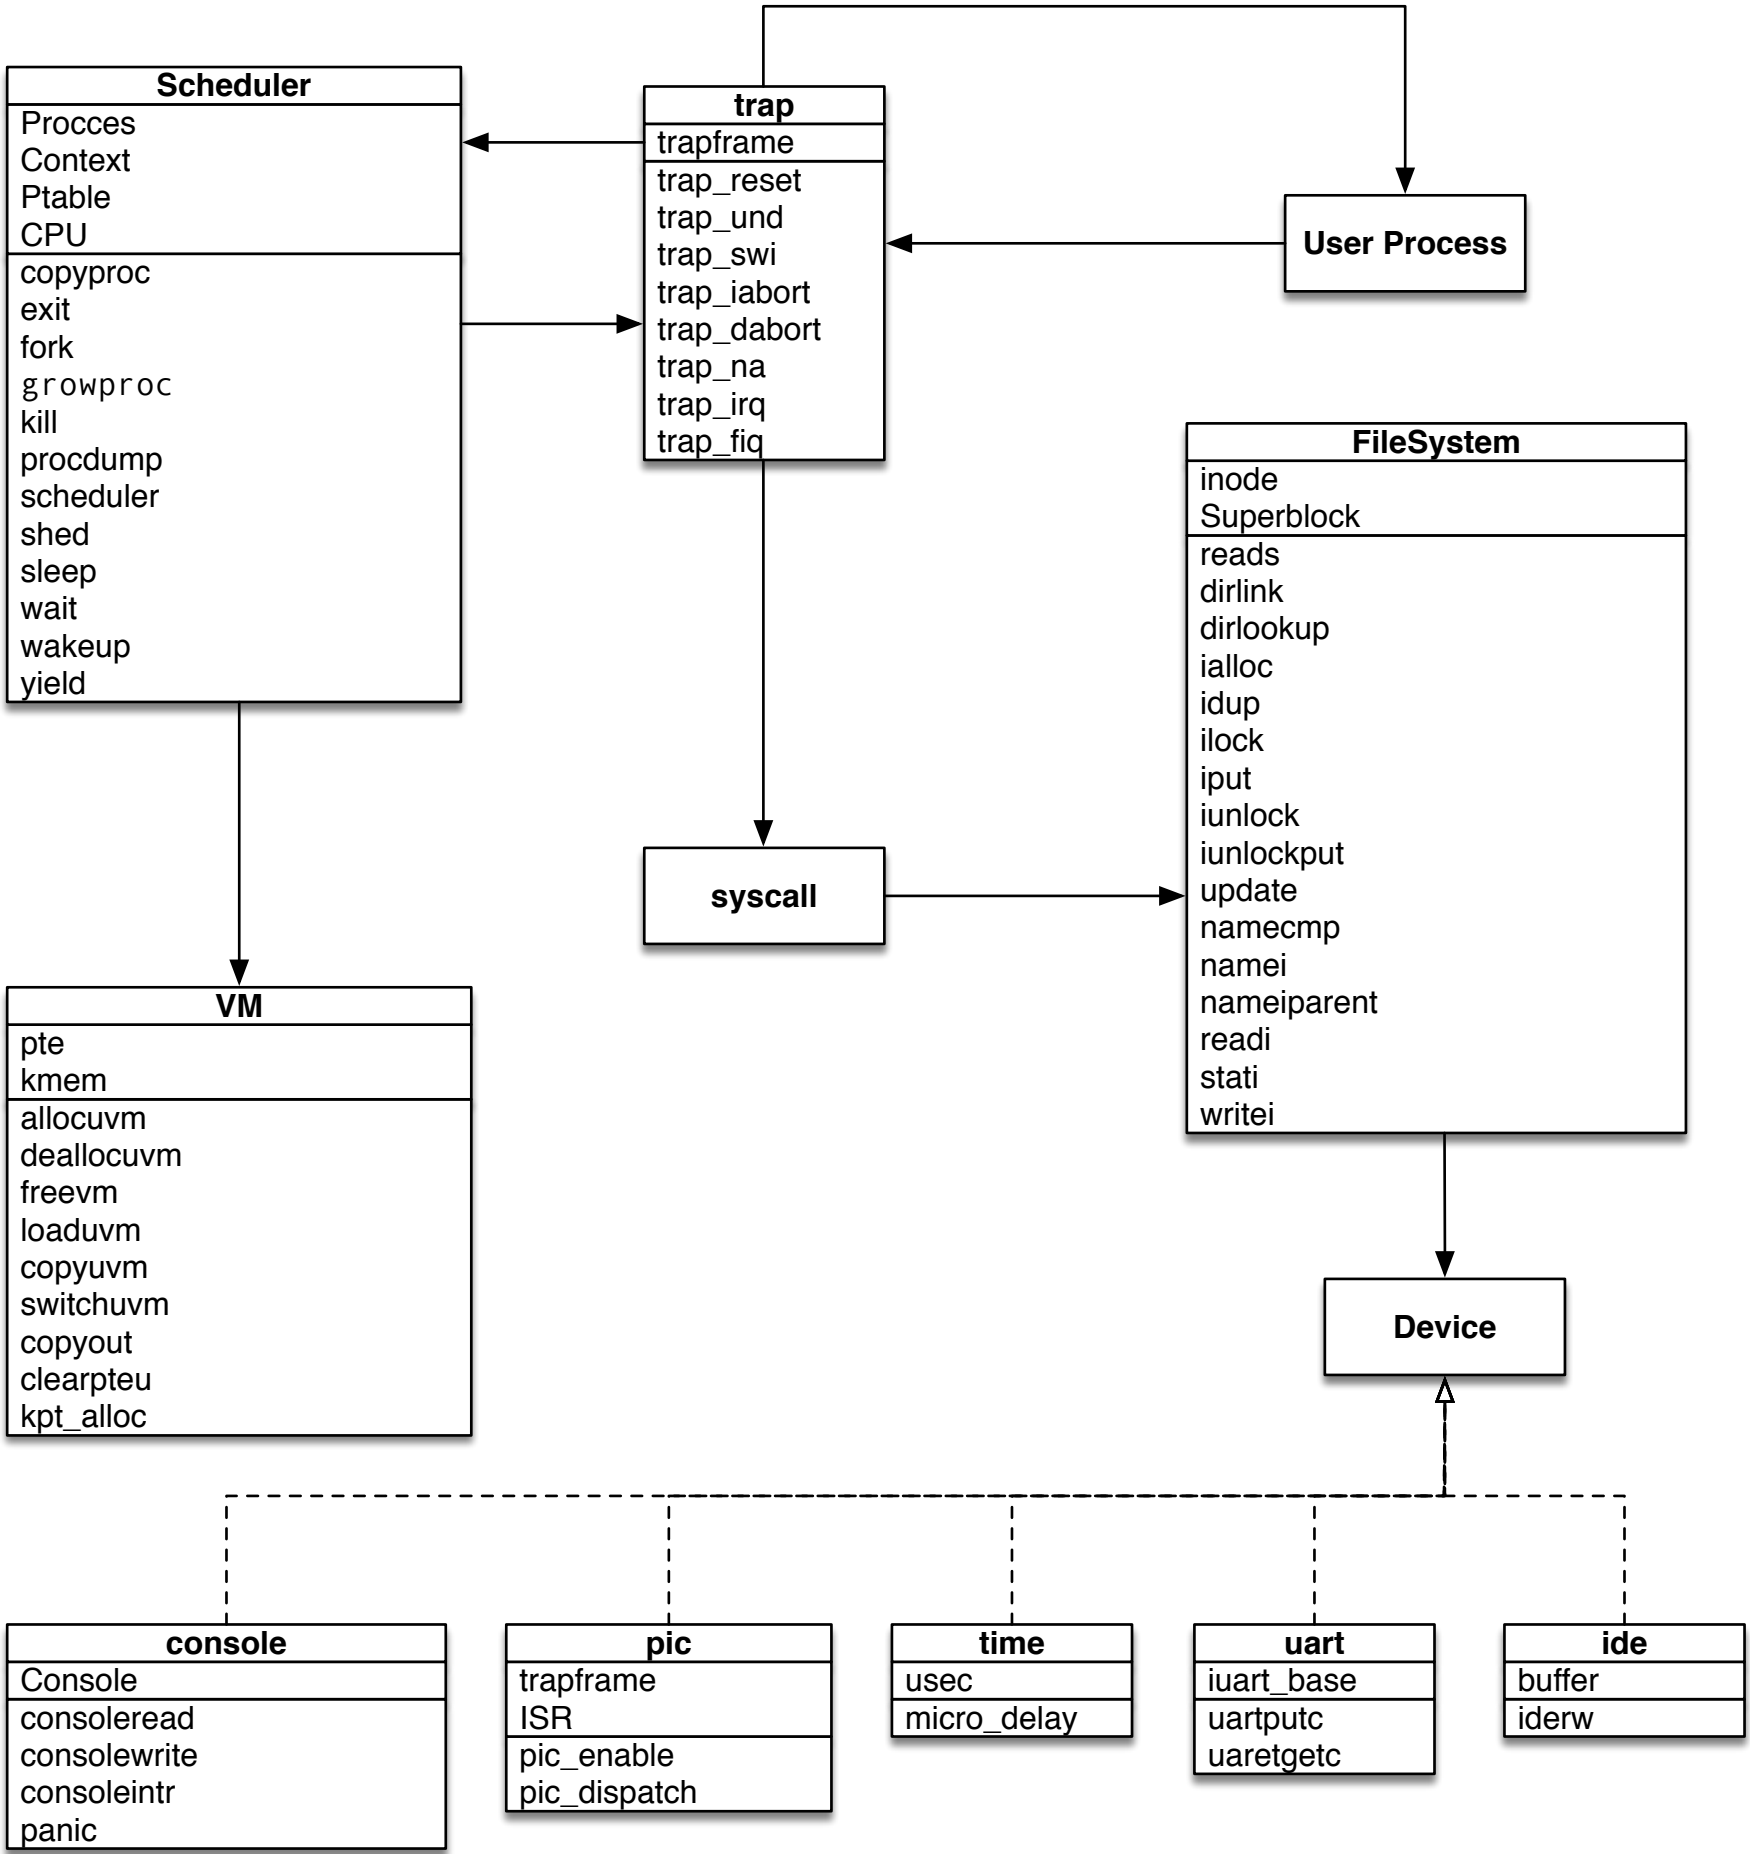 Scheduler
Procces
Context
Ptable
CPU
copyproc
exit
fork
growproc
kill
procdump
scheduler
shed
sleep
wait
wakeup
yield
trap
trapframe
trap_reset
trap_und
trap_swi
trap_iabort
trap_dabort
trap_na
trap_irq
trap_fiq
User Process
FileSystem
inode
Superblock
reads
dirlink
dirlookup
ialloc
idup
ilock
iput
iunlock
iunlockput
update
namecmp
namei
nameiparent
readi
stati
writei
syscall
VM
pte
kmem
allocuvm
deallocuvm
freevm
loaduvm
copyuvm
switchuvm
copyout
clearpteu
kpt_alloc
Device
console
Console
consoleread
consolewrite
consoleintr
panic
pic
trapframe
ISR
pic_enable
pic_dispatch
time
usec
micro_delay
uart
iuart_base
uartputc
uaretgetc
ide
buffer
iderw